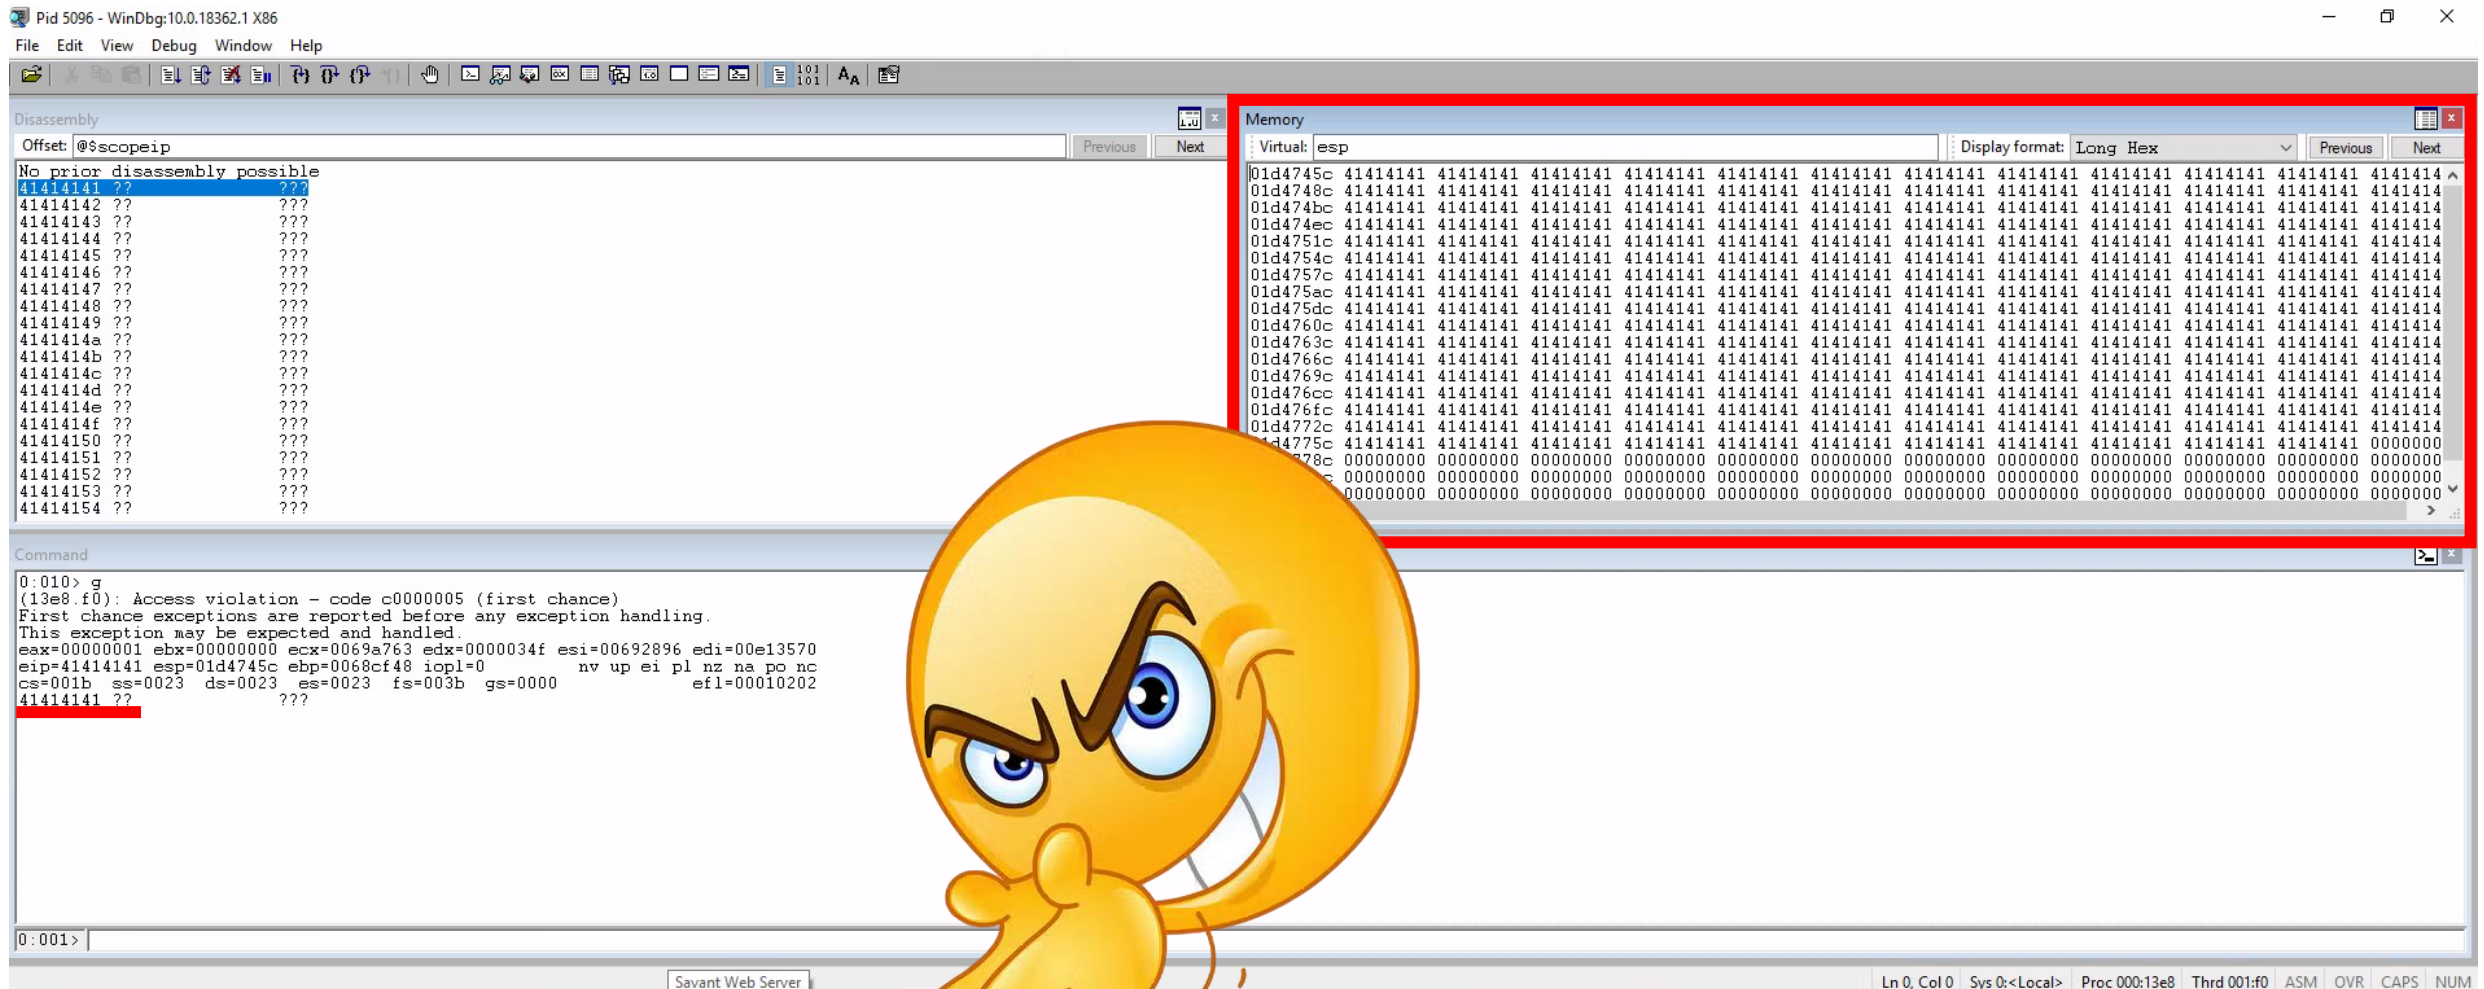 Pid 5096 - WinDbg:10.0.18362.1 X86
File Edit View Debug Window Help
Disassembly
Offset: @$scopeip Previous Next
No prior disassembly possible
41414141 ?? ???
41414142 ?? ???
41414143 ?? ???
41414144 ?? ???
41414145 ?? ???
41414146 ?? ???
41414147 ?? ???
41414148 ?? ???
41414149 ?? ???
4141414a ?? ???
4141414b ?? ???
4141414c ?? ???
4141414d ?? ???
4141414e ?? ???
4141414f ?? ???
41414150 ?? ???
41414151 ?? ???
41414152 ?? ???
41414153 ?? ???
41414154 ?? ???
Memory
Virtual: esp Display format: Long Hex Previous Next
01d4745c 41414141 41414141 41414141 41414141 41414141 41414141 41414141 41414141 41414141 41414141 41414141 4141414
01d4748c 41414141 41414141 41414141 41414141 41414141 41414141 41414141 41414141 41414141 41414141 41414141 4141414
01d474bc 41414141 41414141 41414141 41414141 41414141 41414141 41414141 41414141 41414141 41414141 41414141 4141414
01d474ec 41414141 41414141 41414141 41414141 41414141 41414141 41414141 41414141 41414141 41414141 41414141 4141414
01d4751c 41414141 41414141 41414141 41414141 41414141 41414141 41414141 41414141 41414141 41414141 41414141 4141414
01d4754c 41414141 41414141 41414141 41414141 41414141 41414141 41414141 41414141 41414141 41414141 41414141 4141414
01d4757c 41414141 41414141 41414141 41414141 41414141 41414141 41414141 41414141 41414141 41414141 41414141 4141414
01d475ac 41414141 41414141 41414141 41414141 41414141 41414141 41414141 41414141 41414141 41414141 41414141 4141414
01d475dc 41414141 41414141 41414141 41414141 41414141 41414141 41414141 41414141 41414141 41414141 41414141 4141414
01d4760c 41414141 41414141 41414141 41414141 41414141 41414141 41414141 41414141 41414141 41414141 41414141 4141414
01d4763c 41414141 41414141 41414141 41414141 41414141 41414141 41414141 41414141 41414141 41414141 41414141 4141414
01d4766c 41414141 41414141 41414141 41414141 41414141 41414141 41414141 41414141 41414141 41414141 41414141 4141414
01d4769c 41414141 41414141 41414141 41414141 41414141 41414141 41414141 41414141 41414141 41414141 41414141 4141414
01d476cc 41414141 41414141 41414141 41414141 41414141 41414141 41414141 41414141 41414141 41414141 41414141 4141414
01d476fc 41414141 41414141 41414141 41414141 41414141 41414141 41414141 41414141 41414141 41414141 41414141 4141414
01d4772c 41414141 41414141 41414141 41414141 41414141 41414141 41414141 41414141 41414141 41414141 41414141 4141414
1d4775c 41414141 41414141 41414141 41414141 41414141 41414141 41414141 41414141 41414141 41414141 41414141 0000000
78c 00000000 00000000 00000000 00000000 00000000 00000000 00000000 00000000 00000000 00000000 00000000 0000000
c 00000000 00000000 00000000 00000000 00000000 00000000 00000000 00000000 00000000 00000000 00000000 0000000
00000000 00000000 00000000 00000000 00000000 00000000 00000000 00000000 00000000 00000000 00000000 0000000
Command
0:010> g
(13e8.f0): Access violation - code c0000005 (first chance)
First chance exceptions are reported before any exception handling.
This exception may be expected and handled.
eax=00000001 ebx=00000000 ecx=0069a763 edx=0000034f esi=00692896 edi=00e13570
eip=41414141 esp=01d4745c ebp=0068cf48 iopl=0 nv up ei pl nz na po nc
cs=001b ss=0023 ds=0023 es=0023 fs=003b gs=0000 efl=00010202
41414141 ?? ???
0:001>
Savant Web Server
Ln 0, Col 0 Sys 0:<Local> Proc 000:13e8 Thrd 001:f0 ASM OVR CAPS NUM